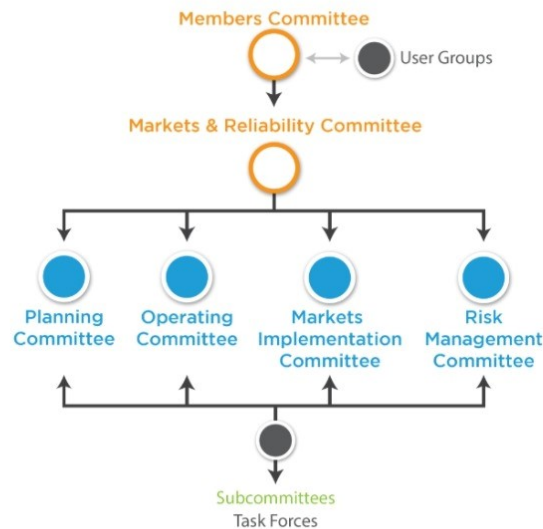 Members Committee
User Groups
Markets & Reliability Committee
Planning
Committee
Operating
Committee
Markets
Implementation
Committee
Risk
Management
Committee
Subcommittees
Task Forces